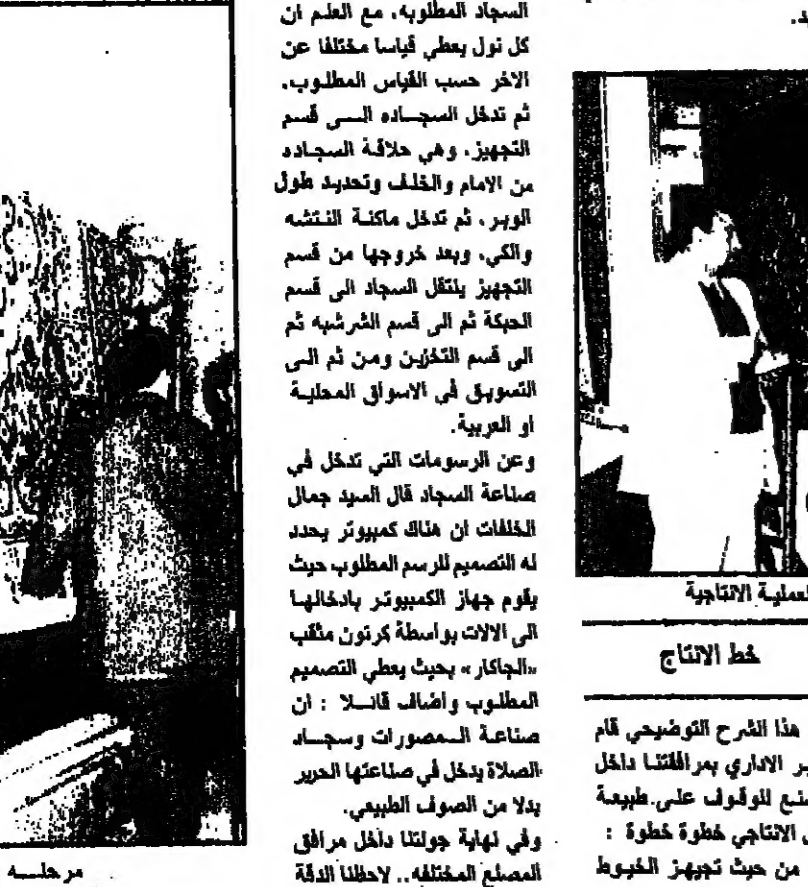 يد.
العملية الانتاجية
خط الانتاج
هذا الشرح التوضيحي قام
الاداري بمرافقتنا داخل
للوقوف على طبيعة
الانتاجي خطوة خطوة :
من حيث تجهيز الخيوط
السجاد المطلوبه، مع العلم ان
كل نول يعطي قياسا مختلفا عن
الاخر حسب القياس المطلوب.
ثم تدخل السجاده الى قسم
التجهيز، وهي حلاقة السجاده
من الامام والخلف وتحديد طول
الوبر، ثم تدخل ماكنة النتشه
والكي، وبعد خروجها من قسم
التجهيز ينتقل السجاد الى قسم
الحبكة ثم الى قسم الشرشبه ثم
الى قسم التخزين ومن ثم الى
التسويق في الاسواق المحلية
او العربية.
وعن الرسومات التي تدخل في
صناعة السجاد قال السيد جمال
الخلفات ان هناك كمبيوتر يحدد
له التصميم للرسم المطلوب حيث
يقوم جهاز الكمبيوتر بادخالها
الى الالات بواسطة كرتون مثقب
«الجاكار» بحيث يعطي التصميم
المطلوب واضاف قائلا : ان
صناعة المصورات وسجاد
الصلاة يدخل في صناعتها الحرير
بدلا من الصوف الطبيعي.
وفي نهاية جولتنا داخل مرافق
المصنع المختلفه.. لاحظنا الدقة
مرحلـــه